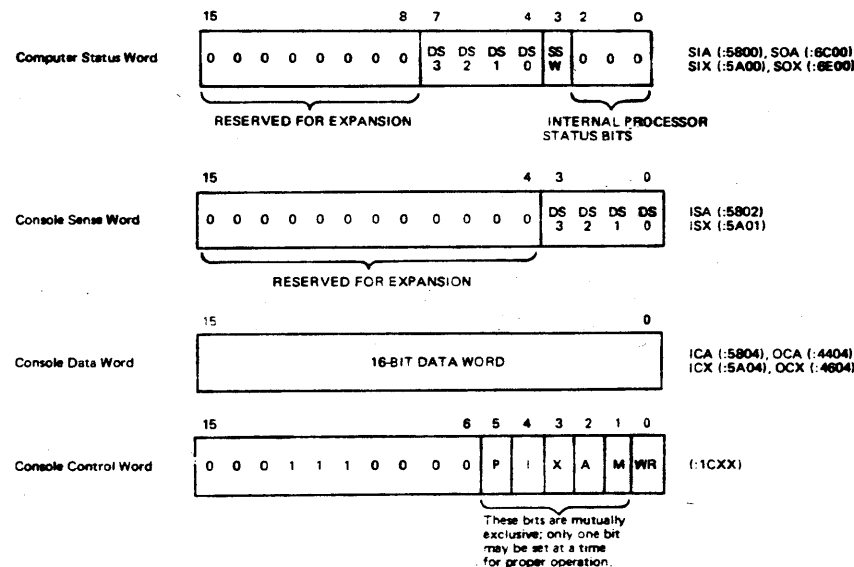 15 8 7 4 3 2 0
Computer Status Word 0 0 0 0 0 0 0 0 DS 3 DS 2 DS 1 DS 0 SS W 0 0 0 SIA (:5800), SOA (:6C00)
SIX (:5A00), SOX (:6E00)
RESERVED FOR EXPANSION INTERNAL PROCESSOR
STATUS BITS
15 4 3 0
Console Sense Word 0 0 0 0 0 0 0 0 0 0 0 0 DS 3 DS 2 DS 1 DS 0 ISA (:5802)
ISX (:5A01)
RESERVED FOR EXPANSION
15 0
Console Data Word 16-BIT DATA WORD ICA (:5804), OCA (:4404)
ICX (:5A04), OCX (:4604)
15 6 5 4 3 2 1 0
Console Control Word 0 0 0 1 1 1 0 0 0 0 P I X A M WR (:1CXX)
These bits are mutually
exclusive; only one bit
may be set at a time
for proper operation.